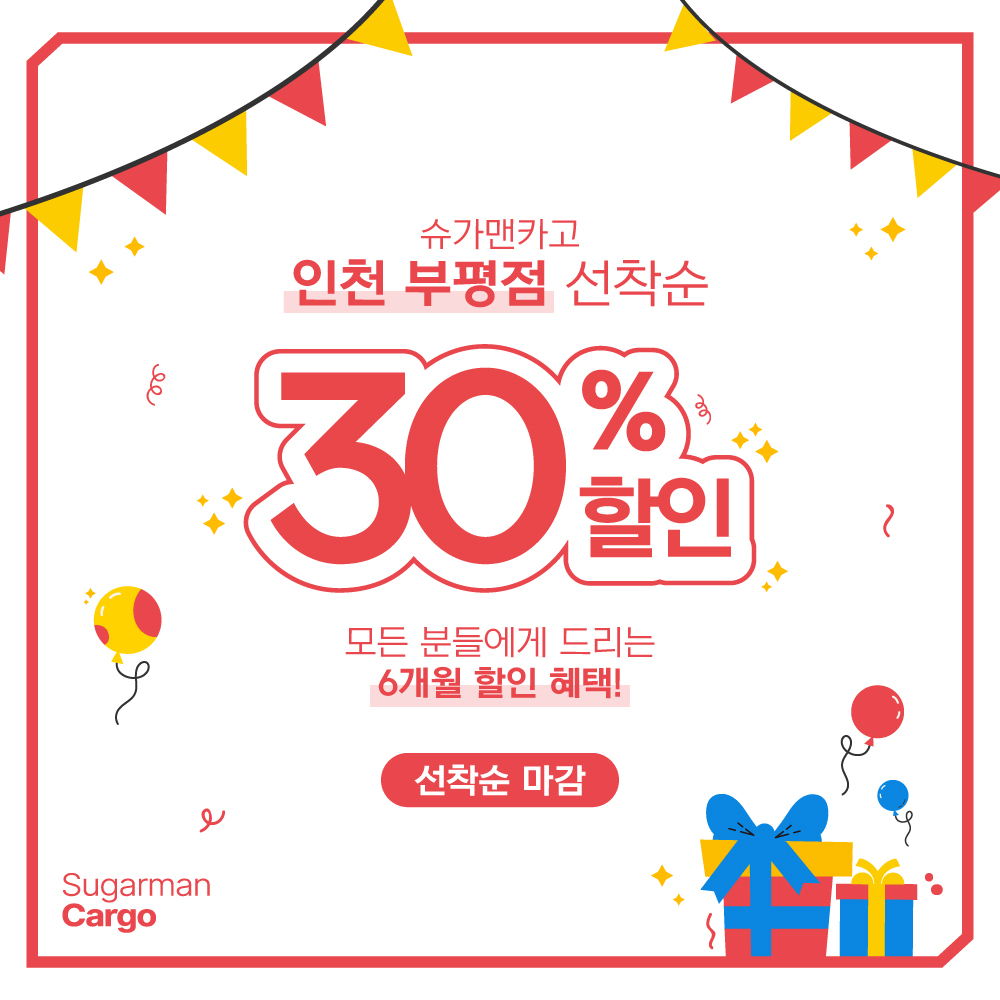 슈가맨카고
인천 부평점 선착순
30%
할인
모든 분들에게 드리는
6개월 할인 혜택!
선착순 마감
Sugarman
Cargo